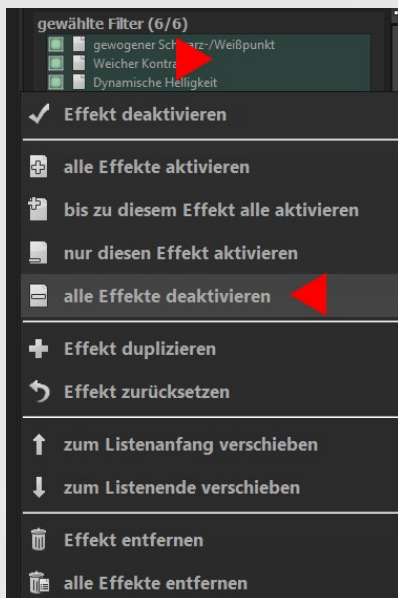 gewählte Filter (6/6)
gewogener Schwarz-/Weißpunkt
Weicher
Dynamische Helligkeit
Effekt deaktivieren
alle Effekte aktivieren
bis zu diesem Effekt alle aktivieren
nur diesen Effekt aktivieren
alle Effekte deaktivieren
Effekt duplizieren
Effekt zurücksetzen
zum Listenanfang verschieben
zum Listenende verschieben
Effekt entfernen
alle Effekte entfernen